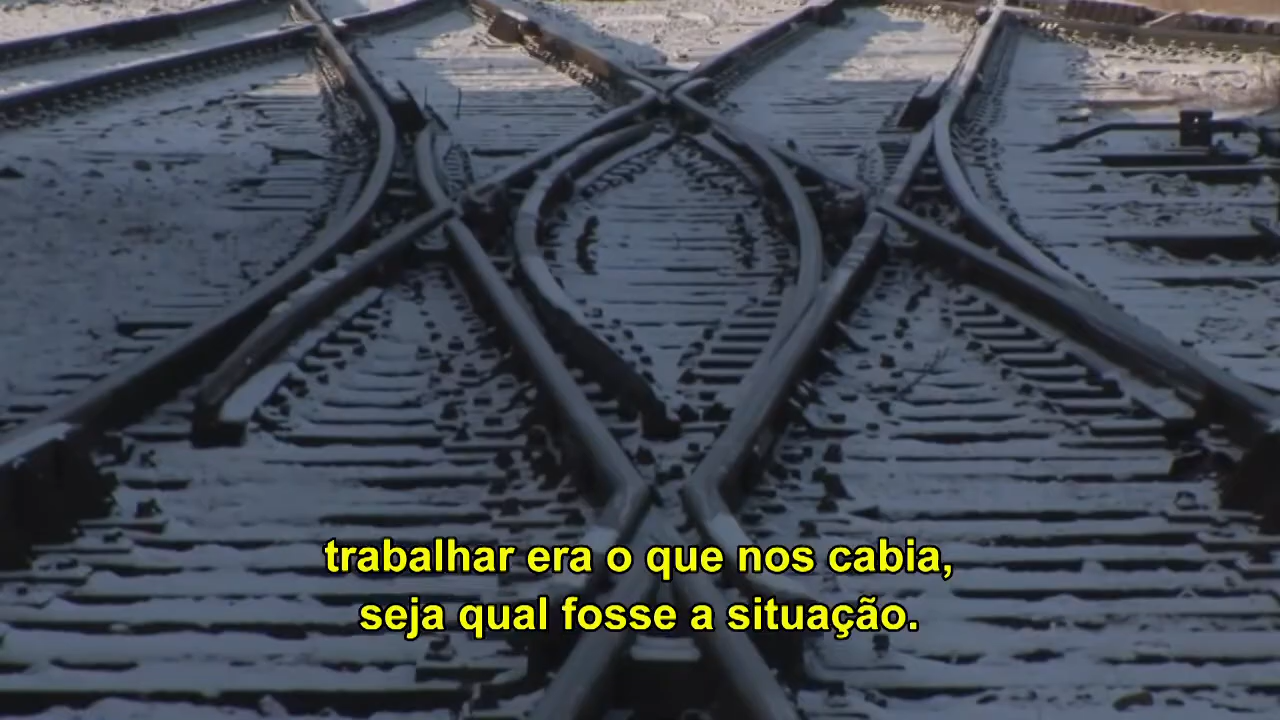 trabalhar era o que nos cabia,
seja qual fosse a situação.